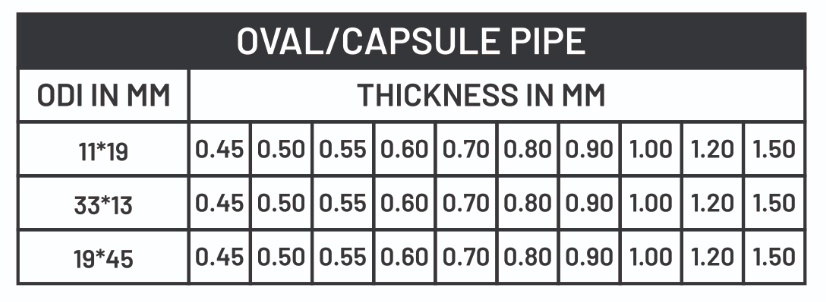 OVAL/CAPSULE PIPE
ODI IN MM THICKNESS IN MM
11*19 0.45 0.50 0.55 0.60 0.70 0.80 0.90 1.00 1.20 1.50
33*13 0.45 0.50 0.55 0.60 0.70 0.80 0.90 1.00 1.20 1.50
19*45 0.45 0.50 0.55 0.60 0.70 0.80 0.90 1.00 1.20 1.50